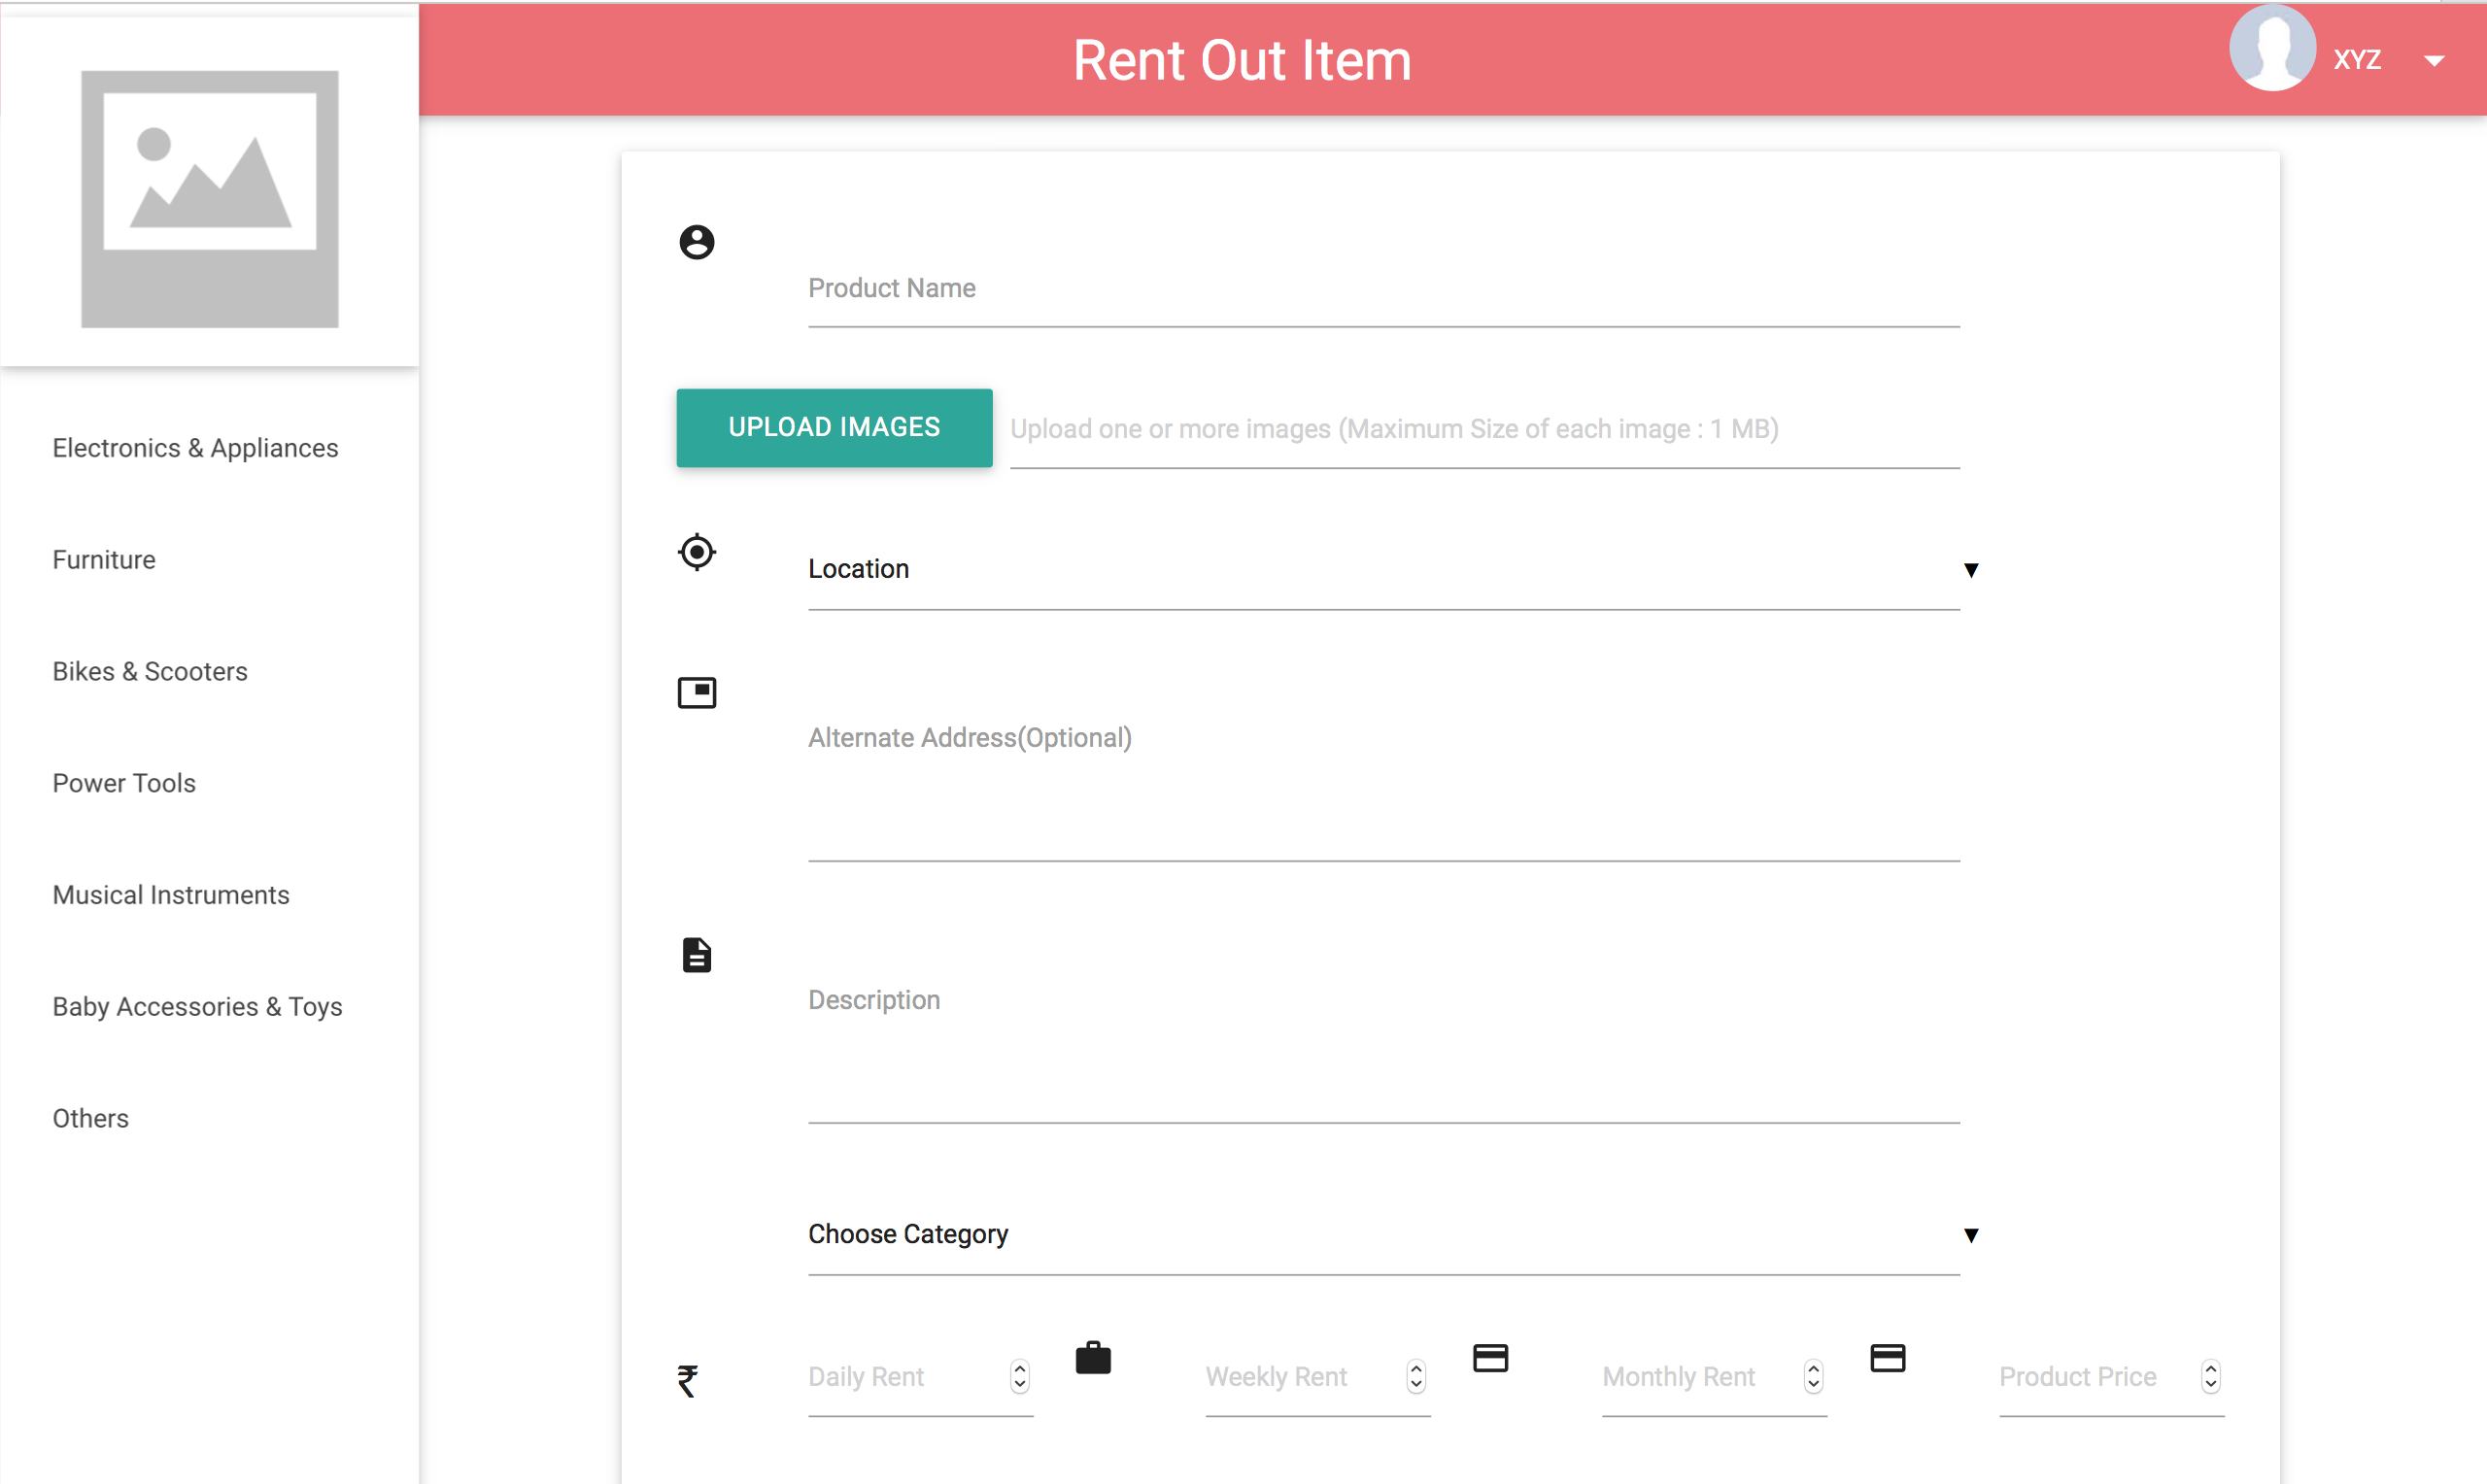 Rent Out Item
XYZ
Electronics & Appliances
Furniture
Bikes & Scooters
Power Tools
Musical Instruments
Baby Accessories & Toys
Others
Product Name
UPLOAD IMAGES
Upload one or more images (Maximum Size of each image : 1 MB)
Location
Alternate Address(Optional)
Description
Choose Category
₹ Daily Rent Weekly Rent Monthly Rent Product Price